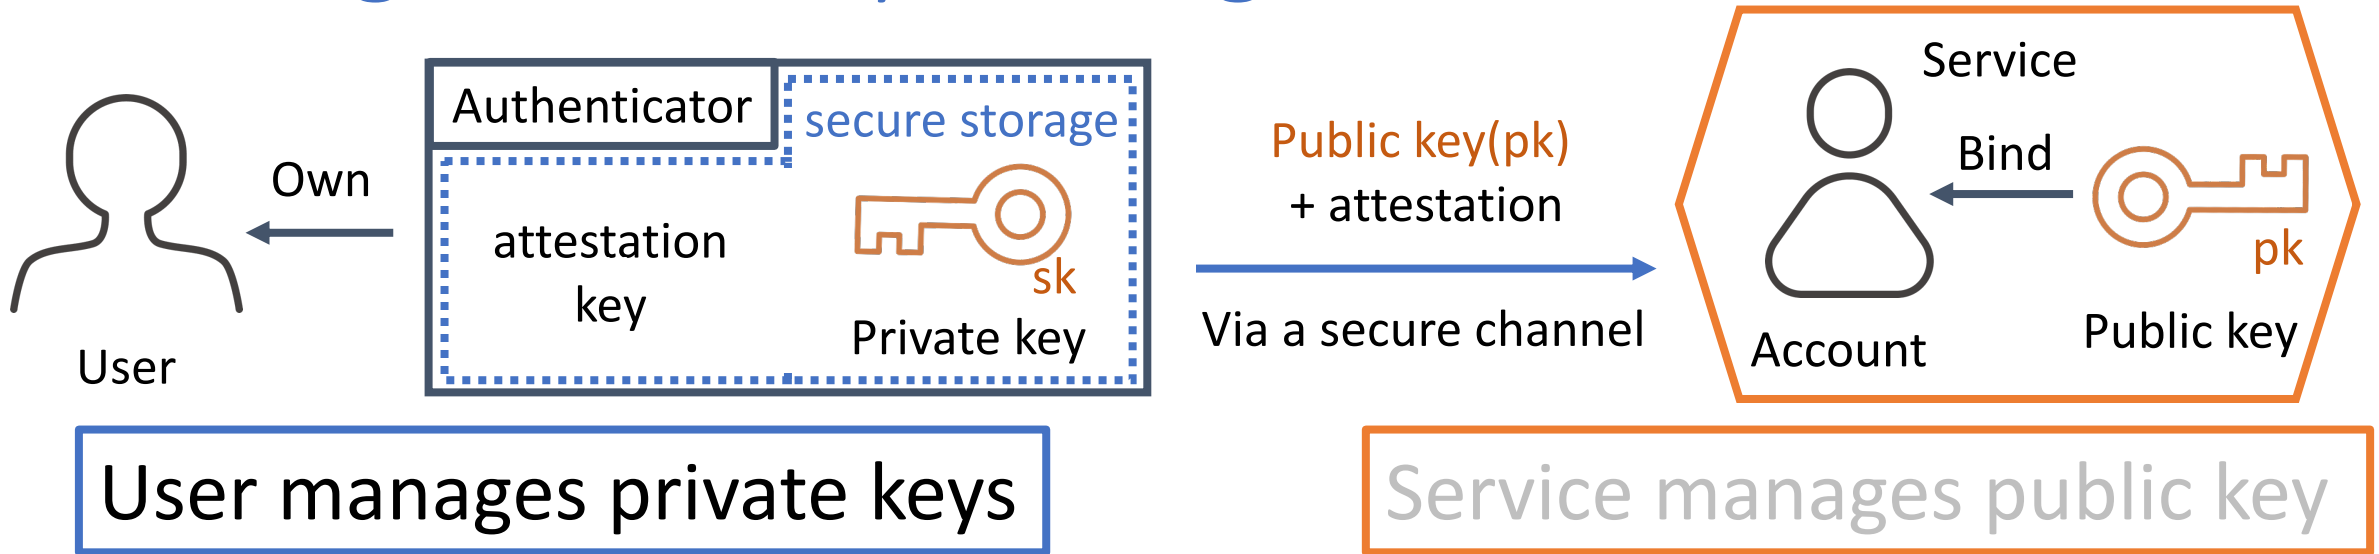 User
Own
Authenticator
secure storage
attestation
key
sk
Private key
Public key(pk)
+ attestation
Via a secure channel
Service
Bind
pk
Account
Public key
User manages private keys
Service manages public key